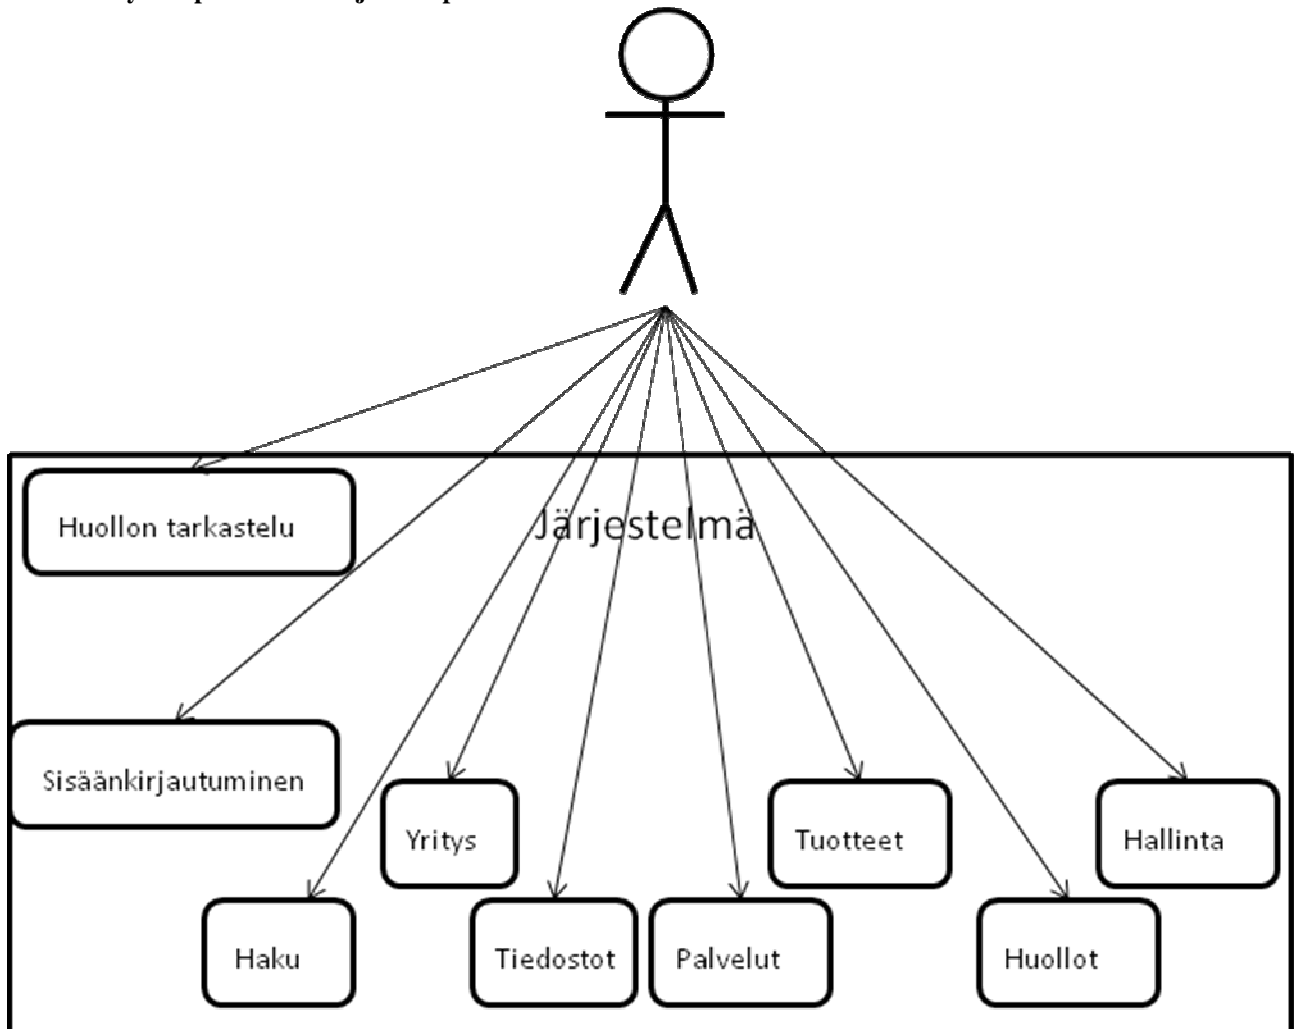 Järjestelmä
Huollon tarkastelu
Sisäänkirjautuminen
Yritys
Tuotteet
Hallinta
Haku
Tiedostot
Palvelut
Huollot